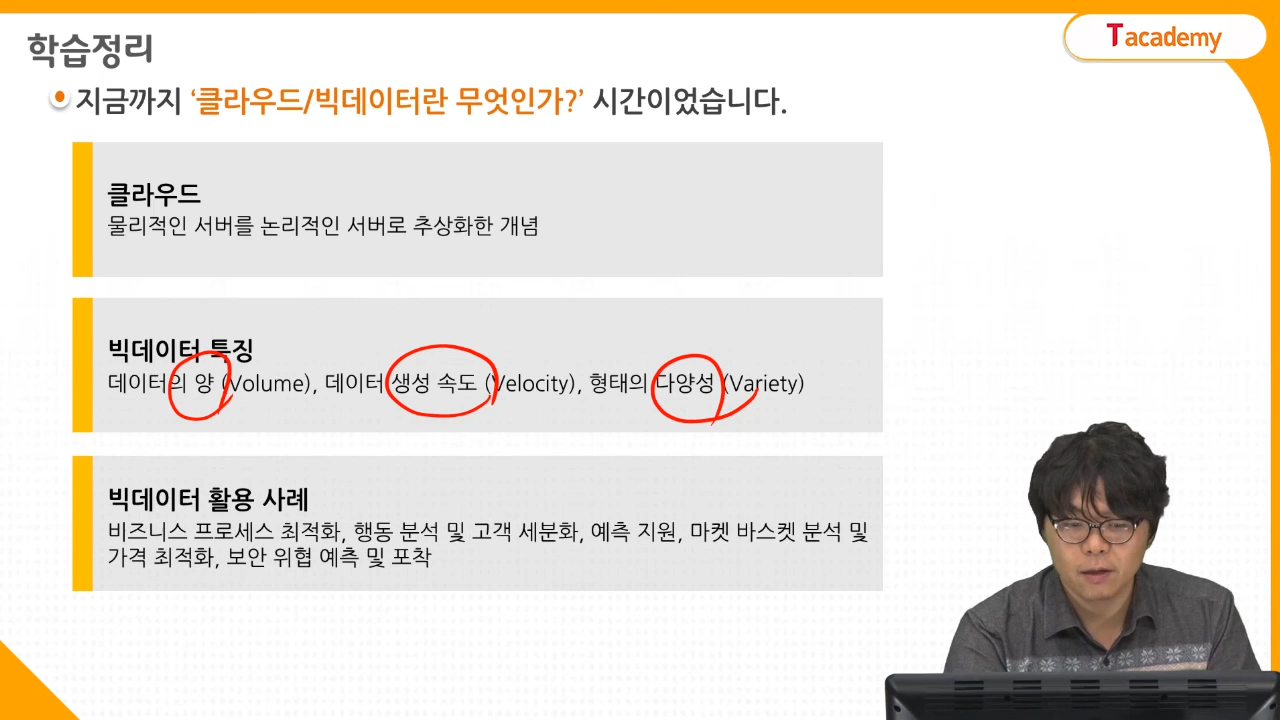 학습정리
T academy
지금까지 ‘클라우드/빅데이터란 무엇인가?’ 시간이었습니다.
클라우드
물리적인 서버를 논리적인 서버로 추상화한 개념
빅데이터 특징
데이터의 양 (Volume), 데이터 생성 속도 (Velocity), 형태의 다양성 (Variety)
빅데이터 활용 사례
비즈니스 프로세스 최적화, 행동 분석 및 고객 세분화, 예측 지원, 마켓 바스켓 분석 및
가격 최적화, 보안 위협 예측 및 포착